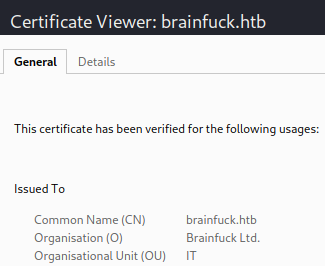 Certificate Viewer: brainfuck.htb
General Details
This certificate has been verified for the following usages:
Issued To
Common Name (CN) brainfuck.htb
Organisation (O) Brainfuck Ltd.
Organisational Unit (OU) IT